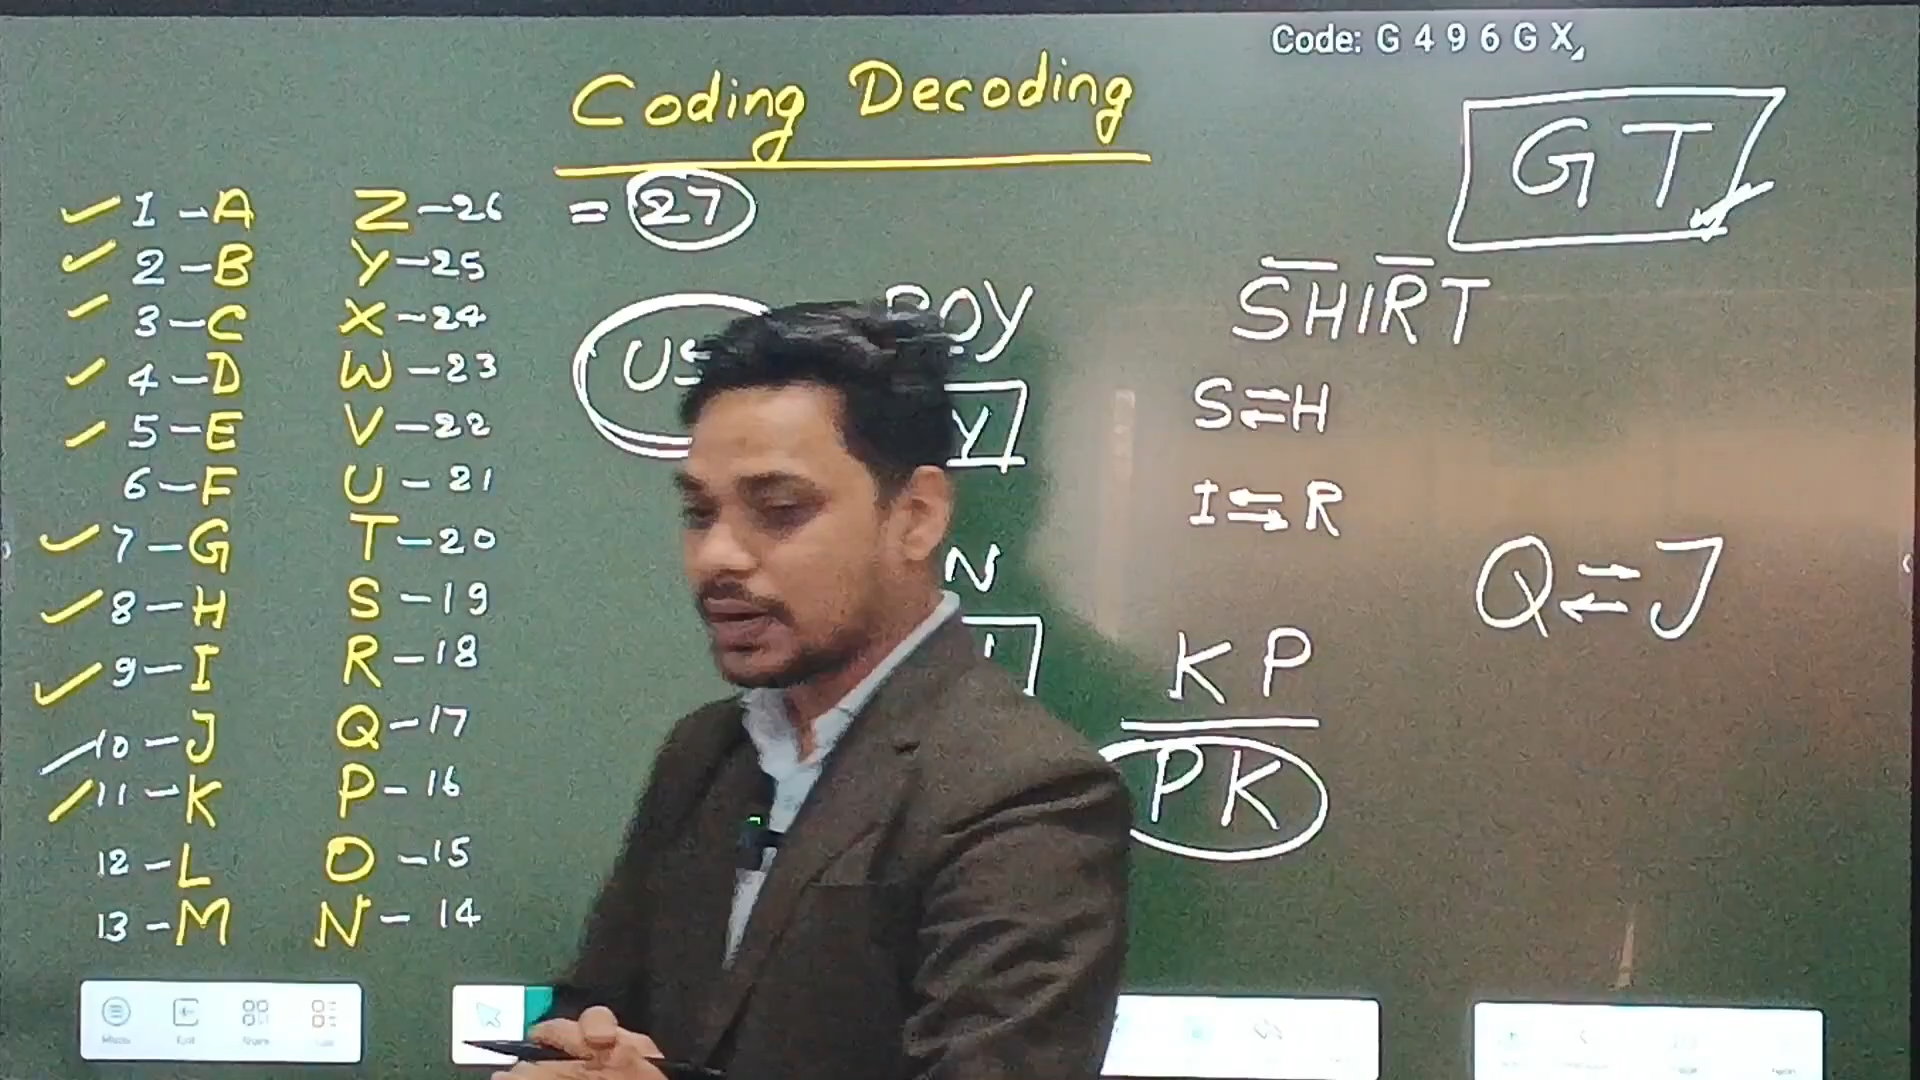 Code: G 4 9 6 G X
Coding Decoding
GT
1 - A Z - 26 = 27
2 - B Y - 25
3 - C X - 24
4 - D W - 23
5 - E V - 22
6 - F U - 21
7 - G T - 20
8 - H S - 19
9 - I R - 18
10 - J Q - 17
11 - K P - 16
12 - L O - 15
13 - M N - 14
BOY
Y
N
SHIRT
S ⇌ H
I ⇌ R
Q ⇌ J
K P
PK